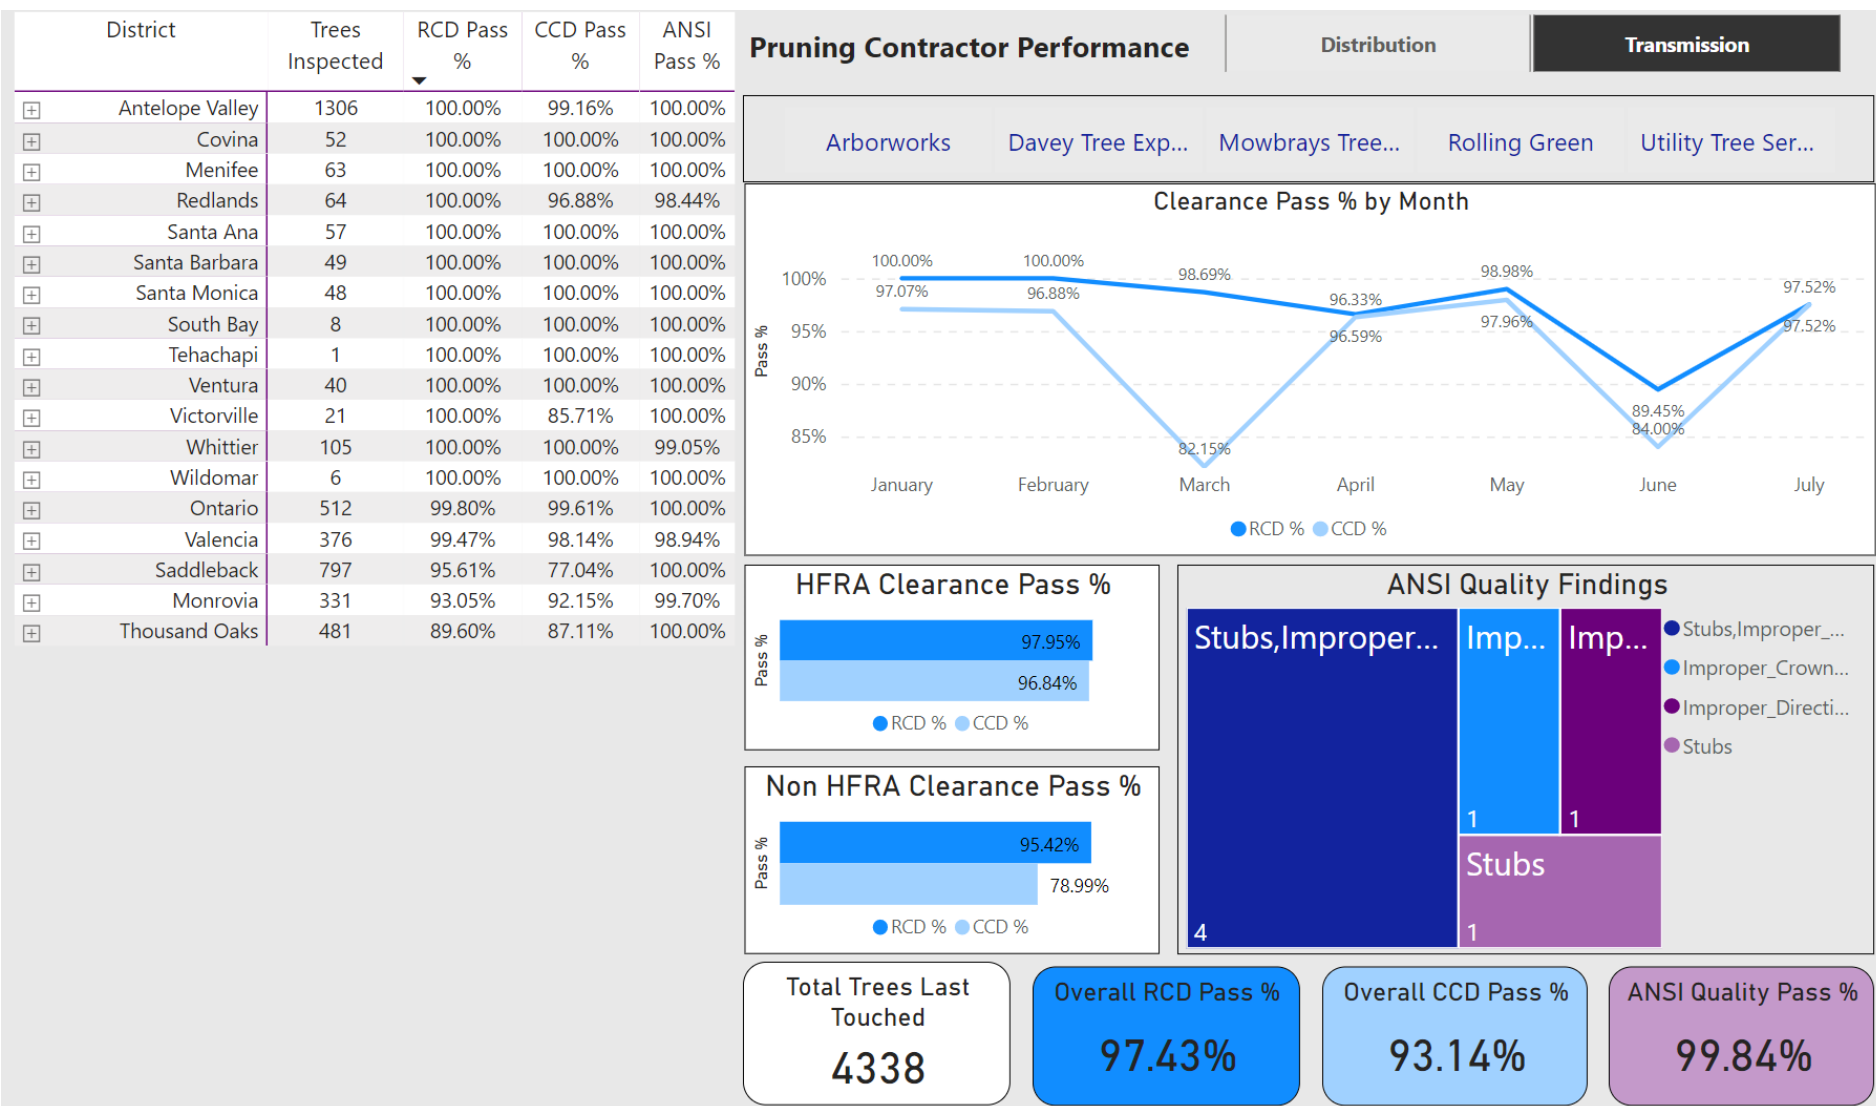 District Trees Inspected RCD Pass % CCD Pass % ANSI Pass %
Antelope Valley 1306 100.00% 99.16% 100.00%
Covina 52 100.00% 100.00% 100.00%
Menifee 63 100.00% 100.00% 100.00%
Redlands 64 100.00% 96.88% 98.44%
Santa Ana 57 100.00% 100.00% 100.00%
Santa Barbara 49 100.00% 100.00% 100.00%
Santa Monica 48 100.00% 100.00% 100.00%
South Bay 8 100.00% 100.00% 100.00%
Tehachapi 1 100.00% 100.00% 100.00%
Ventura 40 100.00% 100.00% 100.00%
Victorville 21 100.00% 85.71% 100.00%
Whittier 105 100.00% 100.00% 99.05%
Wildomar 6 100.00% 100.00% 100.00%
Ontario 512 99.80% 99.61% 100.00%
Valencia 376 99.47% 98.14% 98.94%
Saddleback 797 95.61% 77.04% 100.00%
Monrovia 331 93.05% 92.15% 99.70%
Thousand Oaks 481 89.60% 87.11% 100.00%
Pruning Contractor Performance
Distribution
Transmission
Arborworks Davey Tree Exp... Mowbrays Tree... Rolling Green Utility Tree Ser...
Clearance Pass % by Month
Pass %
100%
95%
90%
85%
100.00% 100.00% 98.69% 96.33% 98.98% 89.45% 97.52%
97.07% 96.88% 82.15% 96.59% 97.96% 84.00% 97.52%
January February March April May June July
RCD % CCD %
HFRA Clearance Pass %
Pass %
97.95%
96.84%
RCD % CCD %
Non HFRA Clearance Pass %
Pass %
95.42%
78.99%
RCD % CCD %
ANSI Quality Findings
Stubs,Improper...
4
Imp...
1
Imp...
1
Stubs
1
Stubs,Improper_...
Improper_Crown...
Improper_Directi...
Stubs
Total Trees Last
Touched
4338
Overall RCD Pass %
97.43%
Overall CCD Pass %
93.14%
ANSI Quality Pass %
99.84%